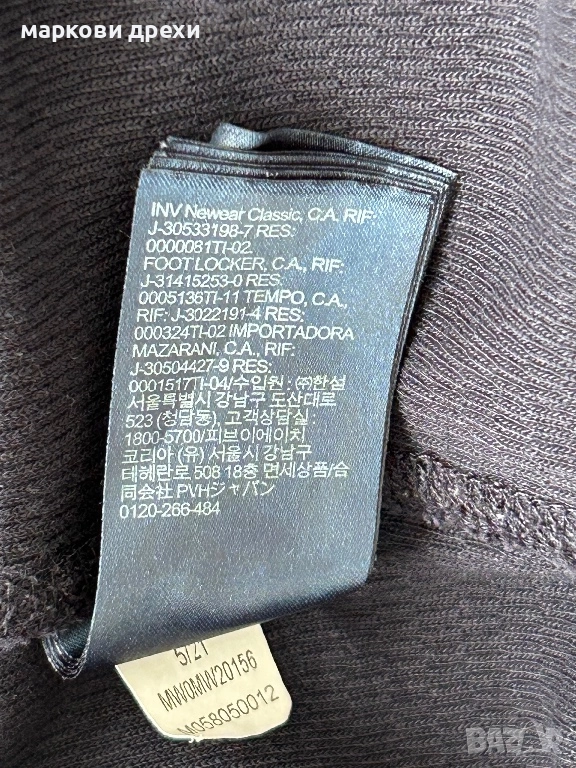 маркови дрехи
INV Newear Classic, C.A. RIF:
J-30533198-7 RES:
0000081TI-02.
FOOT LOCKER, C.A., RIF:
J-31415253-0 RES:
0005136TI-11 TEMPO, C.A.,
RIF: J-3022191-4 RES:
000324TI-02 IMPORTADORA
MAZARANI, C.A., RIF:
J-30504427-9 RES:
0001517TI-04/수입원 : ㈜한섬
서울특별시 강남구 도산대로
523 (청담동), 고객상담실 :
1800-5700/피브이에이치
코리아 (유) 서울시 강남구
테헤란로 508 18층 면세상품/合
同会社 PVHジャパン
0120-266-484
5/21
MW0MW20156
M058050012
BAZAR